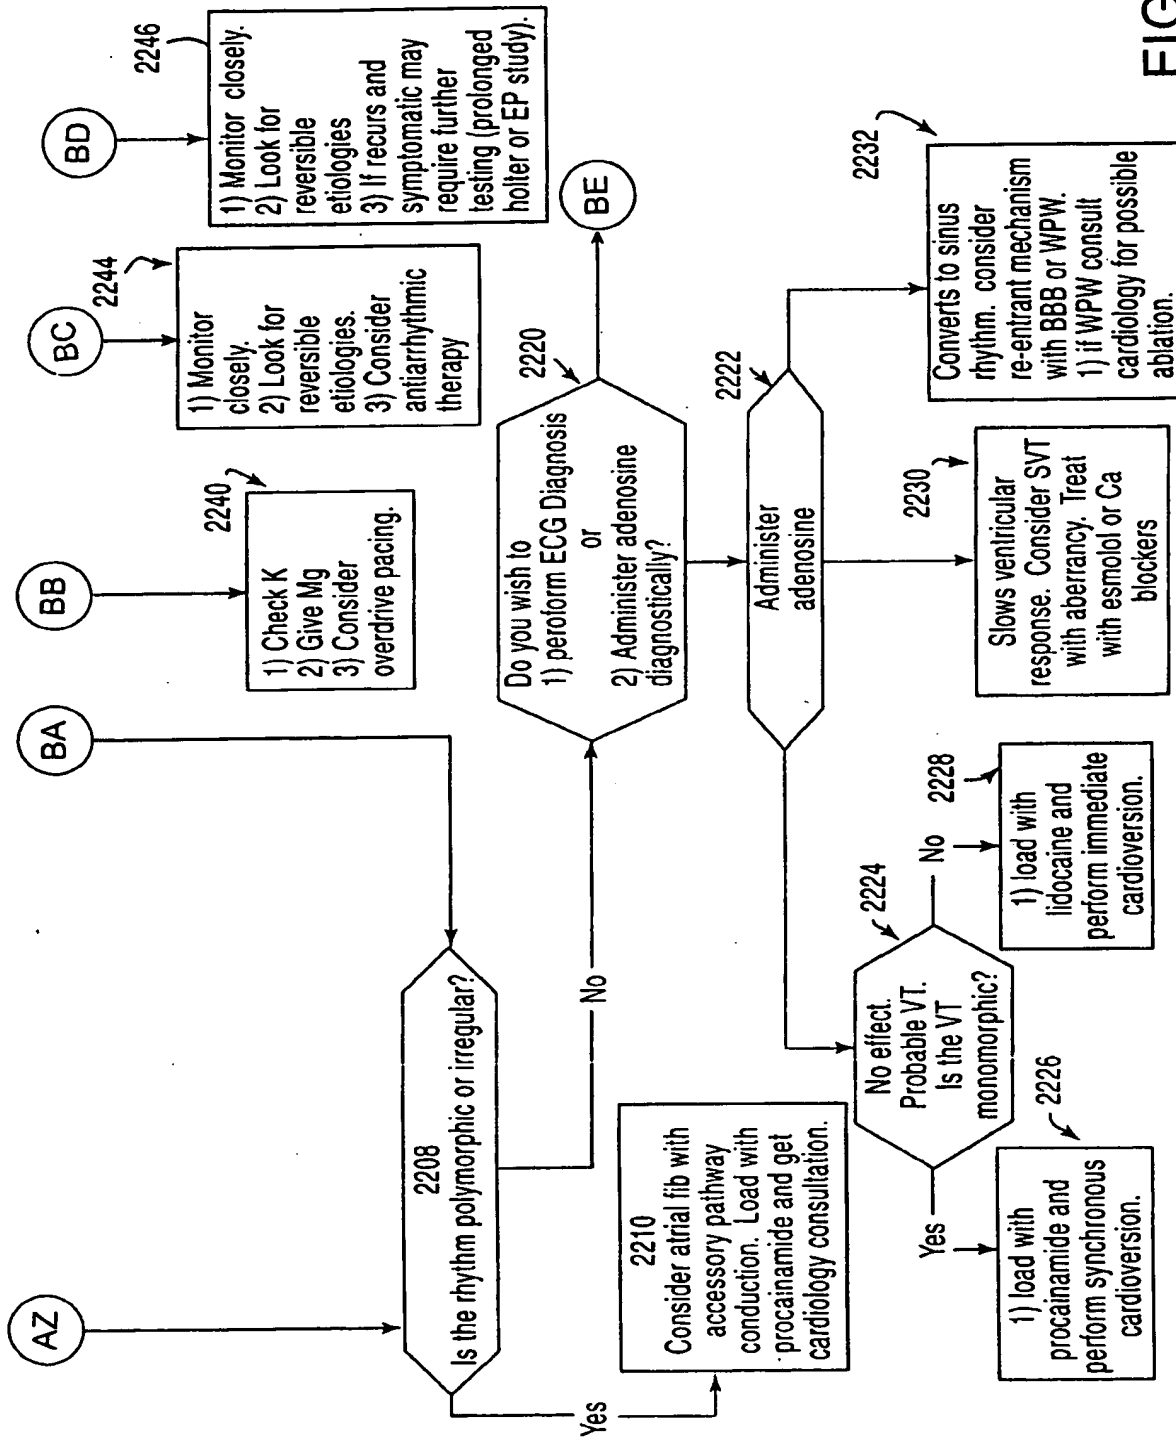 AZ
BA
BB
BC
BD
2208
Is the rhythm polymorphic or irregular?
Yes
No
2210
Consider atrial fib with
accessory pathway
conduction. Load with
procainamide and get
cardiology consultation.
2240
1) Check K
2) Give Mg
3) Consider
overdrive pacing.
2244
1) Monitor
closely.
2) Look for
reversible
etiologies.
3) Consider
antiarrhythmic
therapy
2246
1) Monitor closely.
2) Look for
reversible
etiologies
3) If recurs and
symptomatic may
require further
testing (prolonged
holter or EP study).
2220
Do you wish to
1) peroform ECG Diagnosis
or
2) Administer adenosine
diagnostically?
BE
2222
Administer
adenosine
2224
No effect.
Probable VT.
Is the VT
monomorphic?
Yes
No
2226
1) load with
procainamide and
perform synchronous
cardioversion.
2228
1) load with
lidocaine and
perform immediate
cardioversion.
2230
Slows ventricular
response. Consider SVT
with aberrancy. Treat
with esmolol or Ca
blockers
2232
Converts to sinus
rhythm. consider
re-entrant mechanism
with BBB or WPW.
1) if WPW consult
cardiology for possible
ablation.
FIG